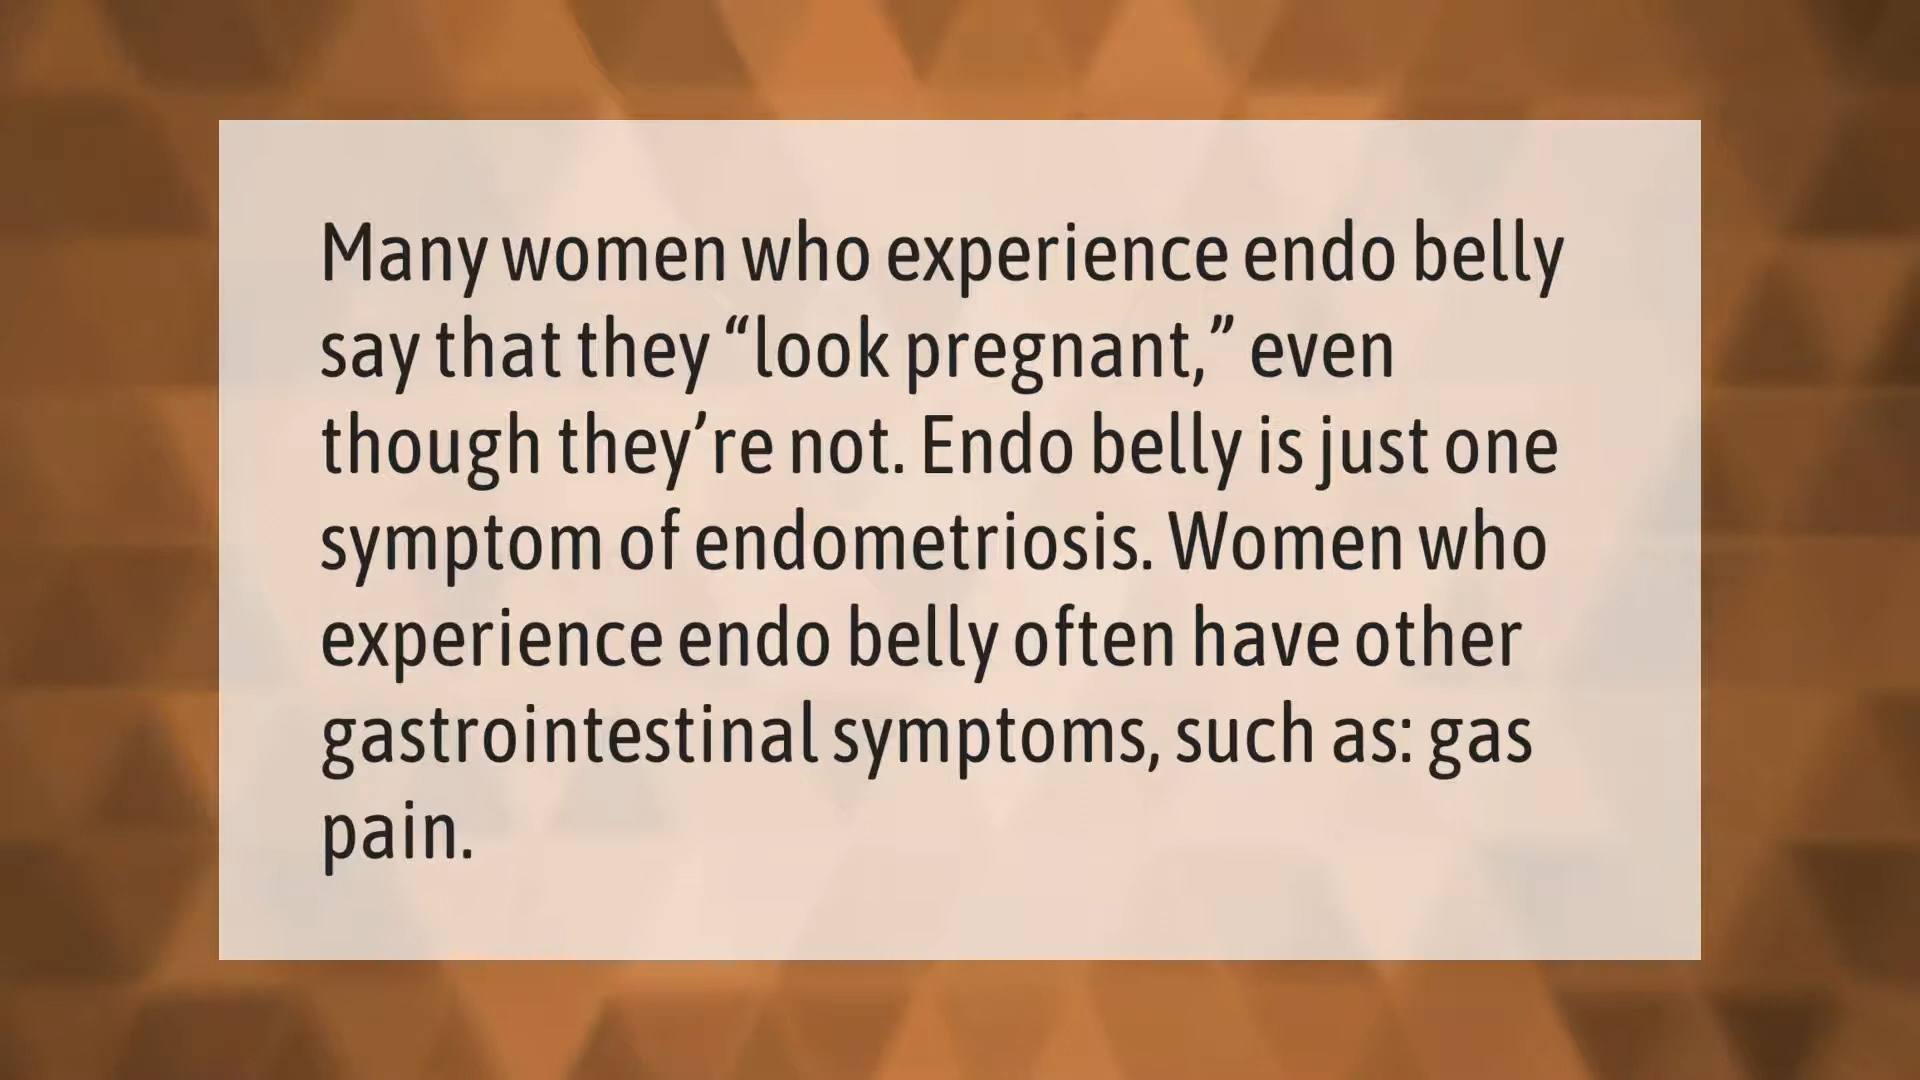 Many women who experience endo belly
say that they “look pregnant,” even
though they’re not. Endo belly is just one
symptom of endometriosis. Women who
experience endo belly often have other
gastrointestinal symptoms, such as: gas
pain.